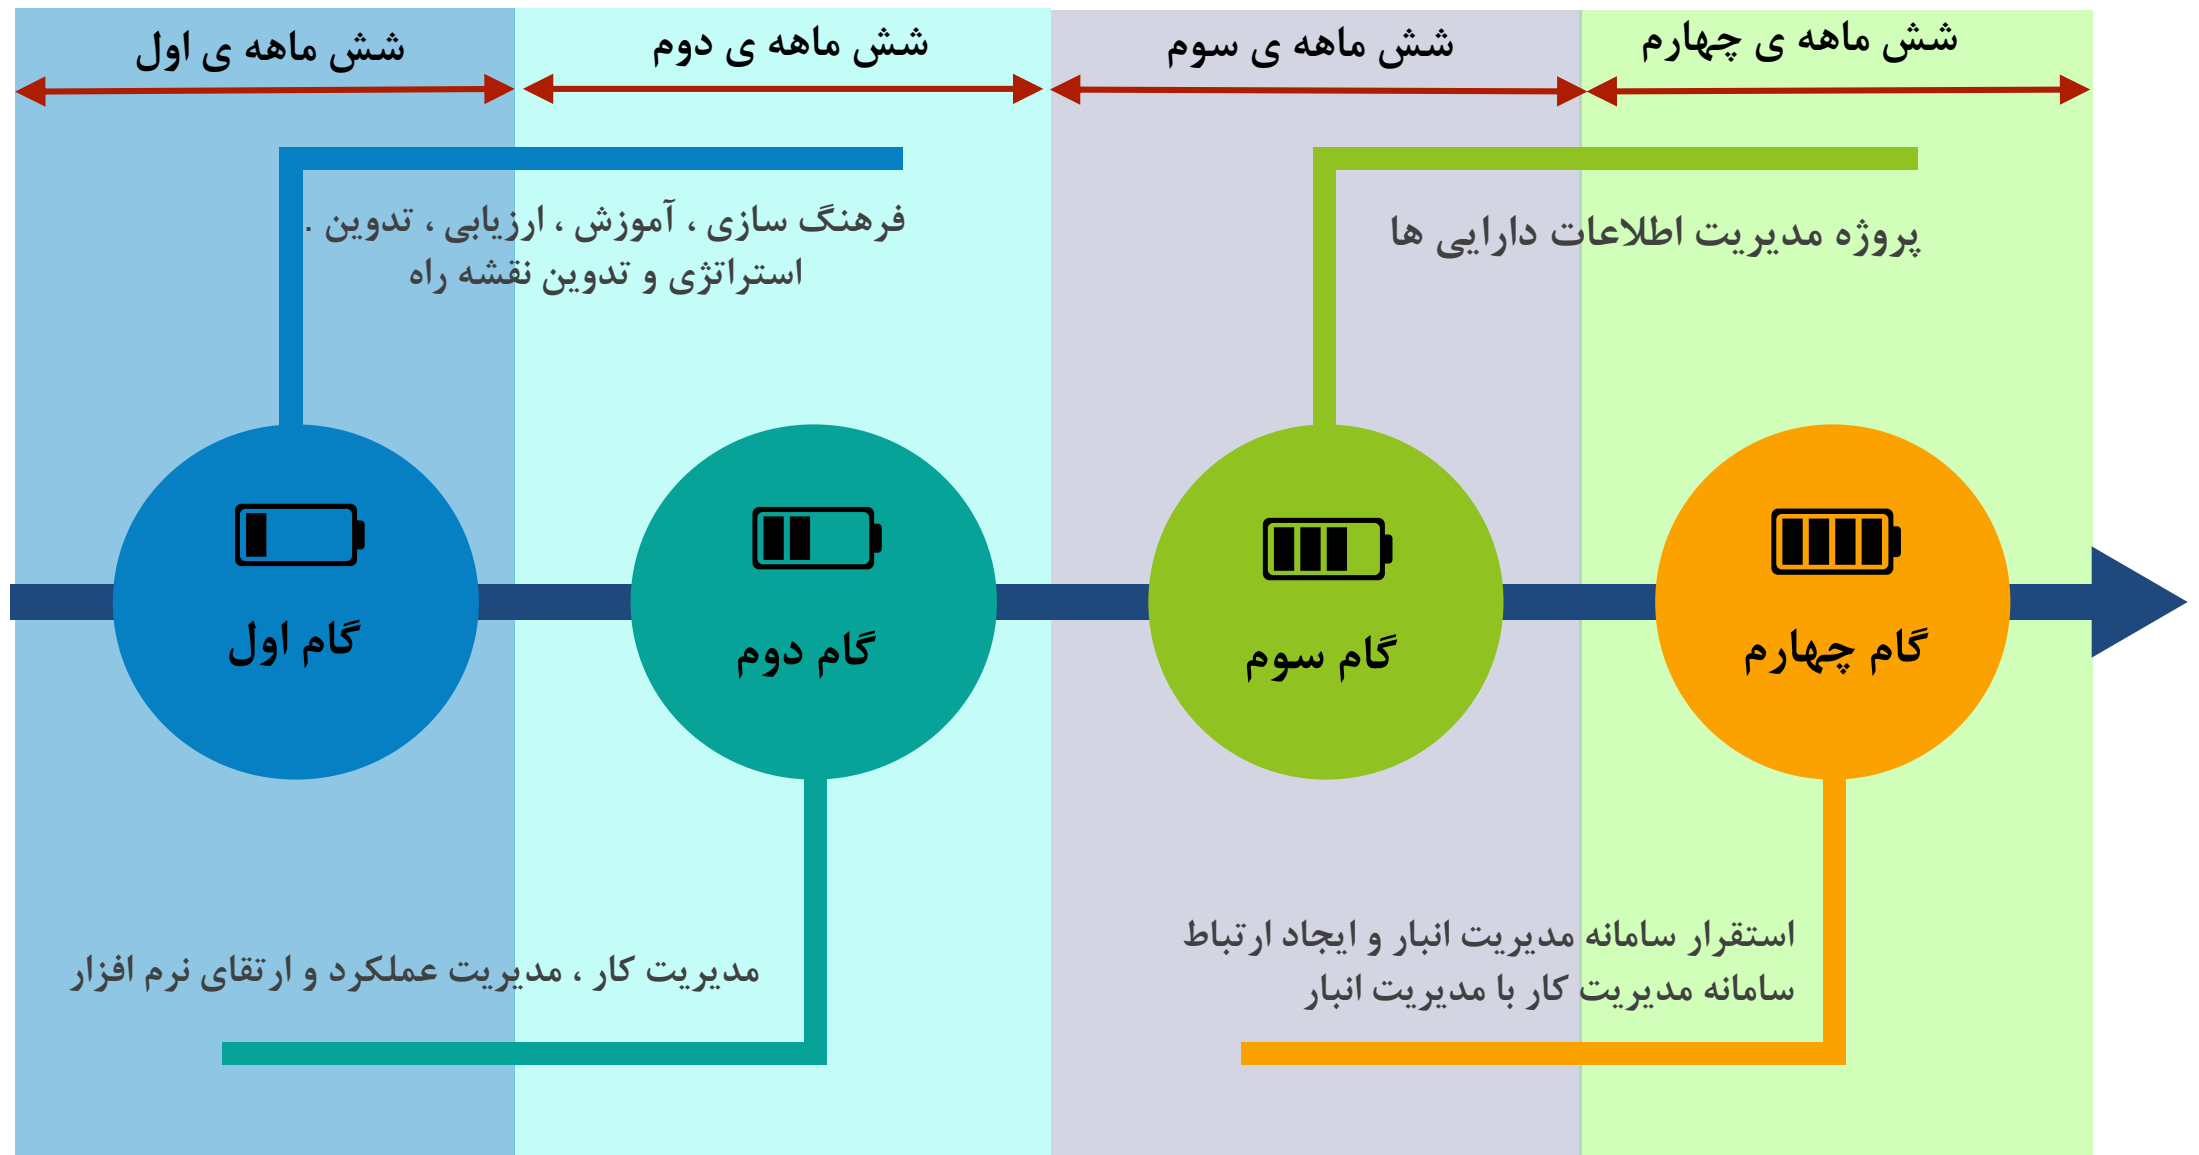 شش ماهه ی اول
شش ماهه ی دوم
شش ماهه ی سوم
شش ماهه ی چهارم
فرهنگ سازی ، آموزش ، ارزیابی ، تدوین .
استراتژی و تدوین نقشه راه
پروژه مدیریت اطلاعات دارایی ها
گام اول
گام دوم
گام سوم
گام چهارم
مدیریت کار ، مدیریت عملکرد و ارتقای نرم افزار
استقرار سامانه مدیریت انبار و ایجاد ارتباط
سامانه مدیریت کار با مدیریت انبار